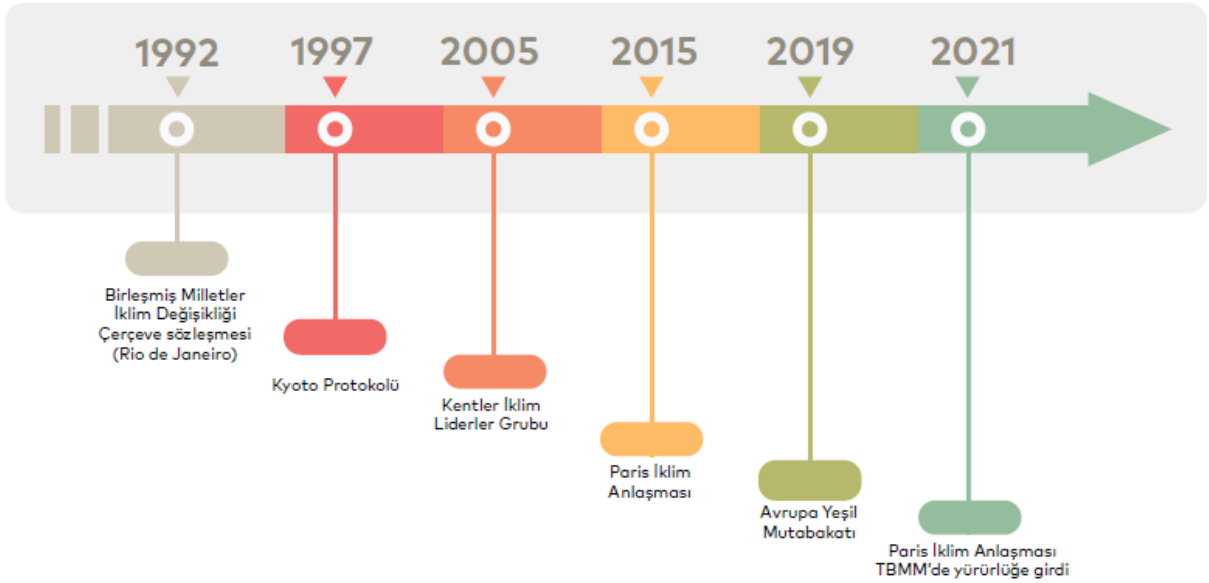 1992
1997
2005
2015
2019
2021
Birleşmiş Milletler
İklim Değişikliği
Çerçeve sözleşmesi
(Rio de Janeiro)
Kyoto Protokolü
Kentler İklim
Liderler Grubu
Paris İklim
Anlaşması
Avrupa Yeşil
Mutabakatı
Paris İklim Anlaşması
TBMM'de yürürlüğe girdi